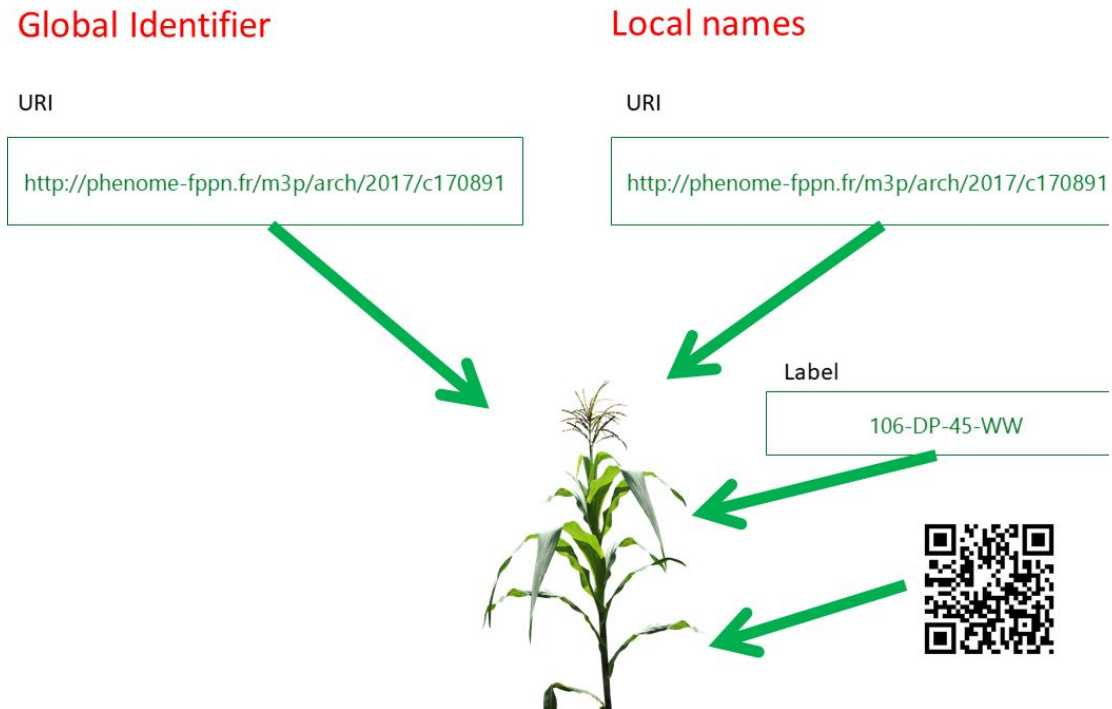 Global Identifier
Local names
URI
URI
http://phenome-fppn.fr/m3p/arch/2017/c170891
http://phenome-fppn.fr/m3p/arch/2017/c170891
Label
106-DP-45-WW